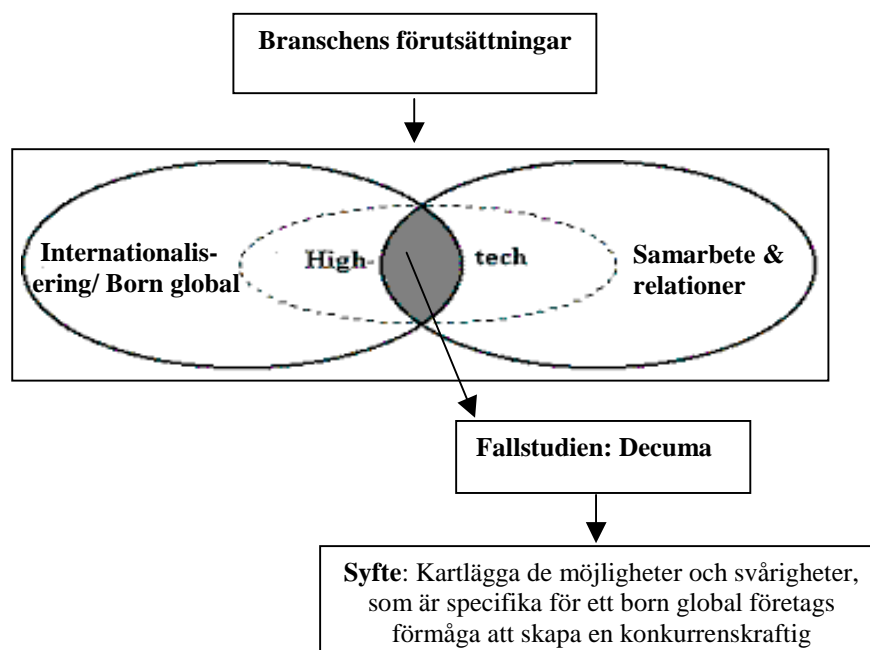 Branschens förutsättningar
Internationalis-
ering/ Born global
High-
tech
Samarbete &
relationer
Fallstudien: Decuma
Syfte: Kartlägga de möjligheter och svårigheter,
som är specifika för ett born global företags
förmåga att skapa en konkurrenskraftig